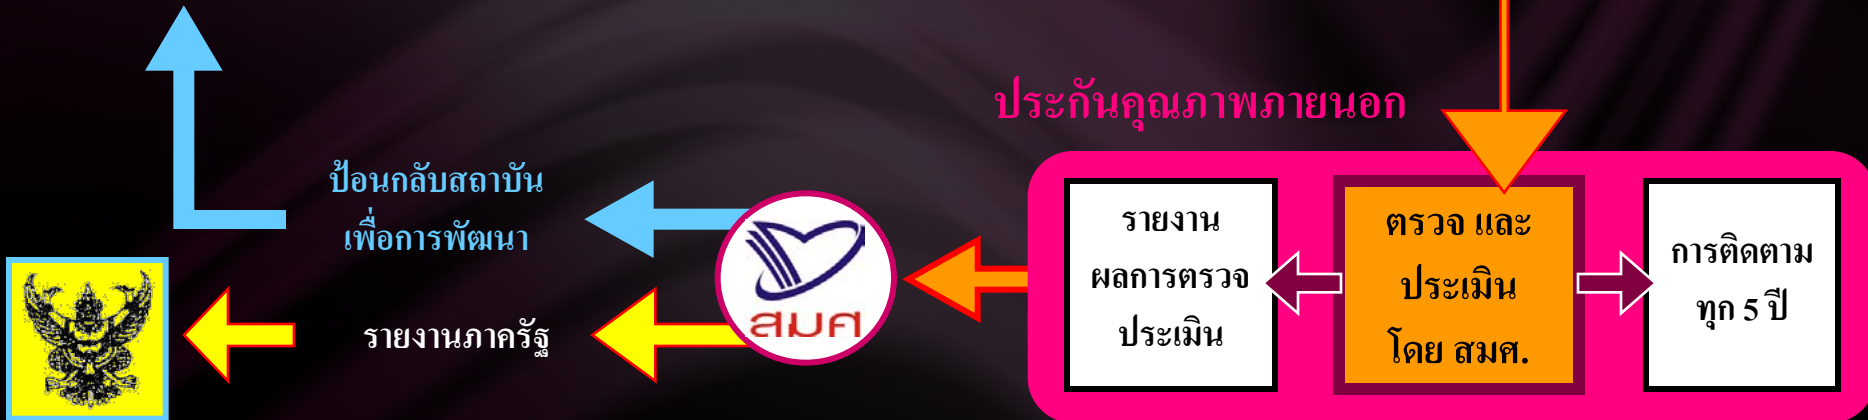 ประกันคุณภาพภายนอก
ป้อนกลับสถาบัน
เพื่อการพัฒนา
รายงานภาครัฐ
สมศ
รายงาน
ผลการตรวจ
ประเมิน
ตรวจ และ
ประเมิน
โดย สมศ.
การติดตาม
ทุก 5 ปี